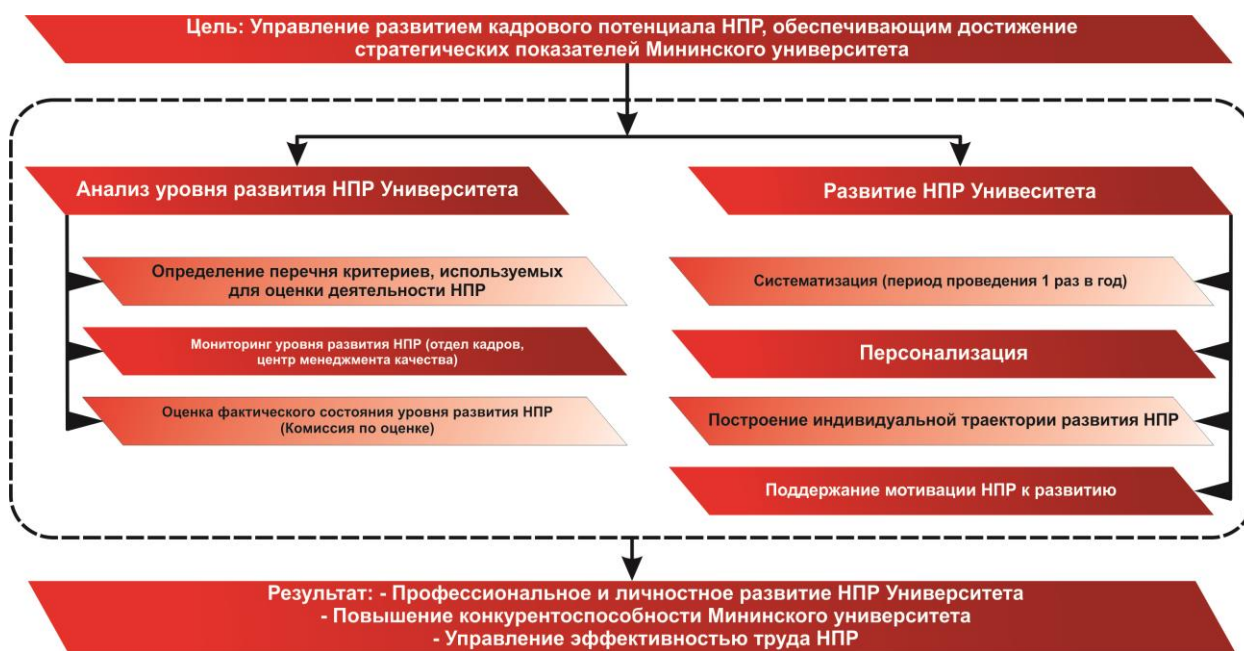 Цель: Управление развитием кадрового потенциала НПР, обеспечивающим достижение
стратегических показателей Мининского университета
Анализ уровня развития НПР Университета
Определение перечня критериев, используемых
для оценки деятельности НПР
Мониторинг уровня развития НПР (отдел кадров,
центр менеджмента качества)
Оценка фактического состояния уровня развития НПР
(Комиссия по оценке)
Развитие НПР Унивеситета
Систематизация (период проведения 1 раз в год)
Персонализация
Построение индивидуальной траектории развития НПР
Поддержание мотивации НПР к развитию
Результат: - Профессиональное и личностное развитие НПР Университета
- Повышение конкурентоспособности Мининского университета
- Управление эффективностью труда НПР